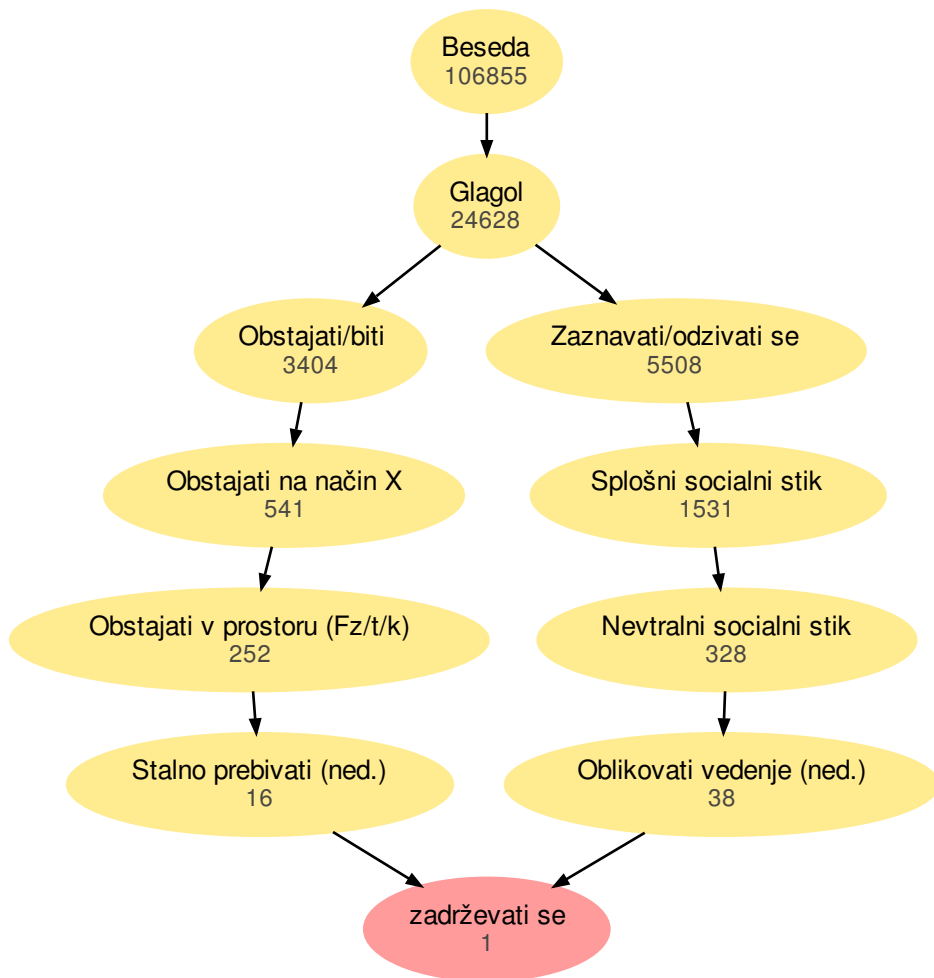 Beseda
106855
Glagol
24628
Obstajati/biti
3404
Zaznavati/odzivati se
5508
Obstajati na način X
541
Splošni socialni stik
1531
Obstajati v prostoru (Fz/t/k)
252
Nevtralni socialni stik
328
Stalno prebivati (ned.)
16
Oblikovati vedenje (ned.)
38
zadrževati se
1